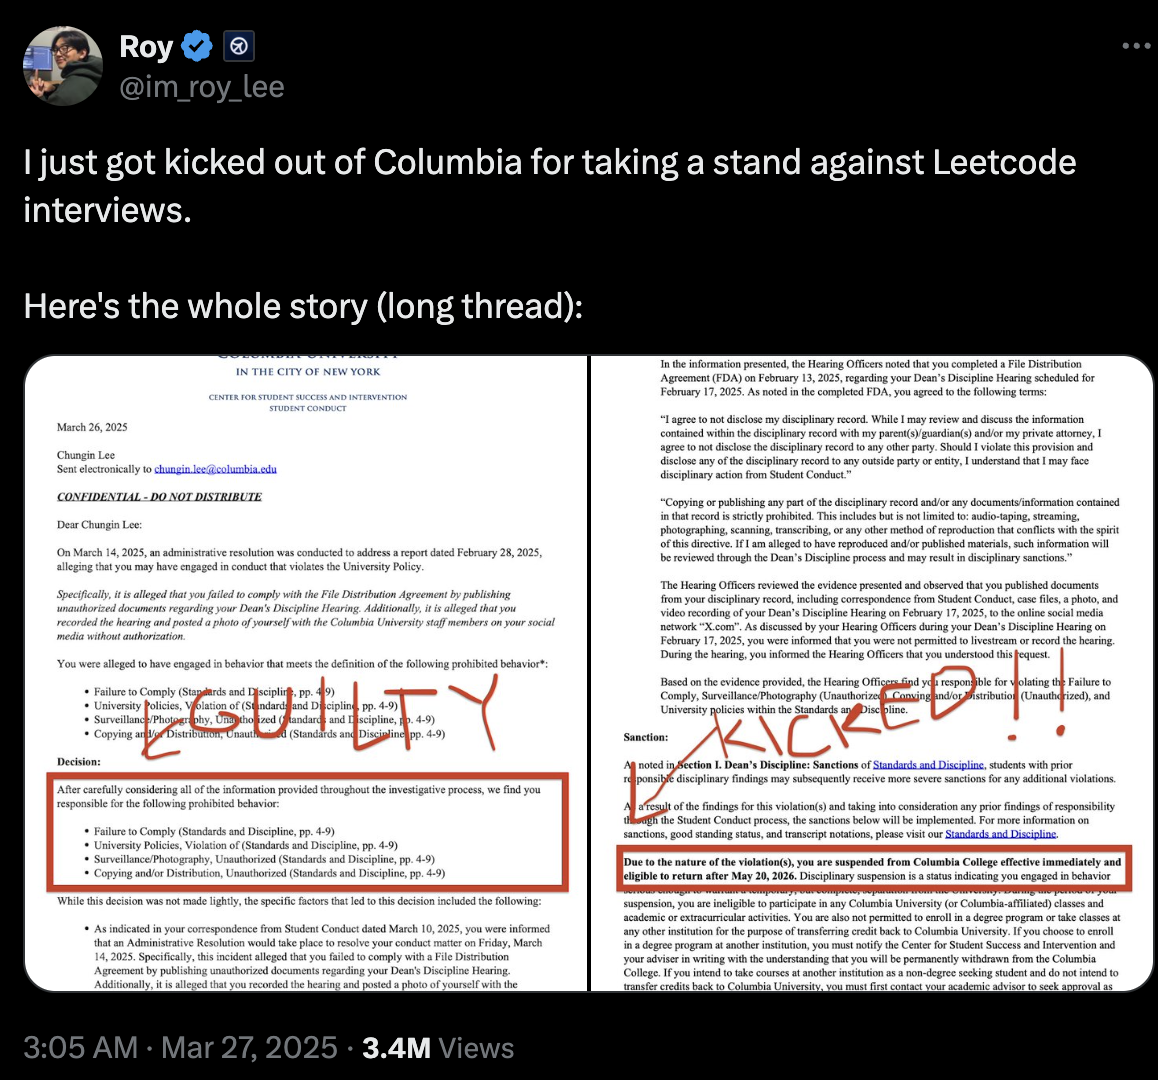 Roy
@im_roy_lee
I just got kicked out of Columbia for taking a stand against Leetcode
interviews.
Here's the whole story (long thread):
COLUMBIA UNIVERSITY
IN THE CITY OF NEW YORK
CENTER FOR STUDENT SUCCESS AND INTERVENTION
STUDENT CONDUCT
March 26, 2025
Chungin Lee
Sent electronically to chungin.lee@columbia.edu
CONFIDENTIAL - DO NOT DISTRIBUTE
Dear Chungin Lee:
On March 14, 2025, an administrative resolution was conducted to address a report dated February 28, 2025,
alleging that you may have engaged in conduct that violates the University Policy.
Specifically, it is alleged that you failed to comply with the File Distribution Agreement by publishing
unauthorized documents regarding your Dean's Discipline Hearing. Additionally, it is alleged that you
recorded the hearing and posted a photo of yourself with the Columbia University staff members on your social
media without authorization.
You were alleged to have engaged in behavior that meets the definition of the following prohibited behavior*:
• Failure to Comply (Standards and Discipline, pp. 4-9)
• University Policies, Violation of (Standards and Discipline, pp. 4-9)
• Surveillance/Photography, Unauthorized (Standards and Discipline, pp. 4-9)
• Copying and/or Distribution, Unauthorized (Standards and Discipline, pp. 4-9)
GUILTY
Decision:
After carefully considering all of the information provided throughout the investigative process, we find you
responsible for the following prohibited behavior:
• Failure to Comply (Standards and Discipline, pp. 4-9)
• University Policies, Violation of (Standards and Discipline, pp. 4-9)
• Surveillance/Photography, Unauthorized (Standards and Discipline, pp. 4-9)
• Copying and/or Distribution, Unauthorized (Standards and Discipline, pp. 4-9)
While this decision was not made lightly, the specific factors that led to this decision included the following:
• As indicated in your correspondence from Student Conduct dated March 10, 2025, you were informed
that an Administrative Resolution would take place to resolve your conduct matter on Friday, March
14, 2025. Specifically, this incident alleged that you failed to comply with a File Distribution
Agreement by publishing unauthorized documents regarding your Dean's Discipline Hearing.
Additionally, it is alleged that you recorded the hearing and posted a photo of yourself with the
In the information presented, the Hearing Officers noted that you completed a File Distribution
Agreement (FDA) on February 13, 2025, regarding your Dean's Discipline Hearing scheduled for
February 17, 2025. As noted in the completed FDA, you agreed to the following terms:
"I agree to not disclose my disciplinary record. While I may review and discuss the information
contained within the disciplinary record with my parent(s)/guardian(s) and/or my private attorney, I
agree to not disclose the disciplinary record to any other party. Should I violate this provision and
disclose any of the disciplinary record to any outside party or entity, I understand that I may face
disciplinary action from Student Conduct."
"Copying or publishing any part of the disciplinary record and/or any documents/information contained
in that record is strictly prohibited. This includes but is not limited to: audio-taping, streaming,
photographing, scanning, transcribing, or any other method of reproduction that conflicts with the spirit
of this directive. If I am alleged to have reproduced and/or published materials, such information will
be reviewed through the Dean's Discipline process and may result in disciplinary sanctions."
The Hearing Officers reviewed the evidence presented and observed that you published documents
from your disciplinary record, including correspondence from Student Conduct, case files, a photo, and
video recording of your Dean's Discipline Hearing on February 17, 2025, to the online social media
network "X.com". As discussed by your Hearing Officers during your Dean's Discipline Hearing on
February 17, 2025, you were informed that you were not permitted to livestream or record the hearing.
During the hearing, you informed the Hearing Officers that you understood this request.
Based on the evidence provided, the Hearing Officers find you responsible for violating the Failure to
Comply, Surveillance/Photography (Unauthorized), Copying and/or Distribution (Unauthorized), and
University policies within the Standards and Discipline.
KICKED!!
Sanction:
As noted in Section I. Dean's Discipline: Sanctions of Standards and Discipline, students with prior
responsible disciplinary findings may subsequently receive more severe sanctions for any additional violations.
As a result of the findings for this violation(s) and taking into consideration any prior findings of responsibility
through the Student Conduct process, the sanctions below will be implemented. For more information on
sanctions, good standing status, and transcript notations, please visit our Standards and Discipline.
Due to the nature of the violation(s), you are suspended from Columbia College effective immediately and
eligible to return after May 20, 2026. Disciplinary suspension is a status indicating you engaged in behavior
serious enough to warrant a temporary, but complete, separation from the University. During the period of your
suspension, you are ineligible to participate in any Columbia University (or Columbia-affiliated) classes and
academic or extracurricular activities. You are also not permitted to enroll in a degree program or take classes at
any other institution for the purpose of transferring credit back to Columbia University. If you choose to enroll
in a degree program at another institution, you must notify the Center for Student Success and Intervention and
your adviser in writing with the understanding that you will be permanently withdrawn from the Columbia
College. If you intend to take courses at another institution as a non-degree seeking student and do not intend to
transfer credits back to Columbia University, you must first contact your academic advisor to seek approval as
3:05 AM · Mar 27, 2025 · 3.4M Views